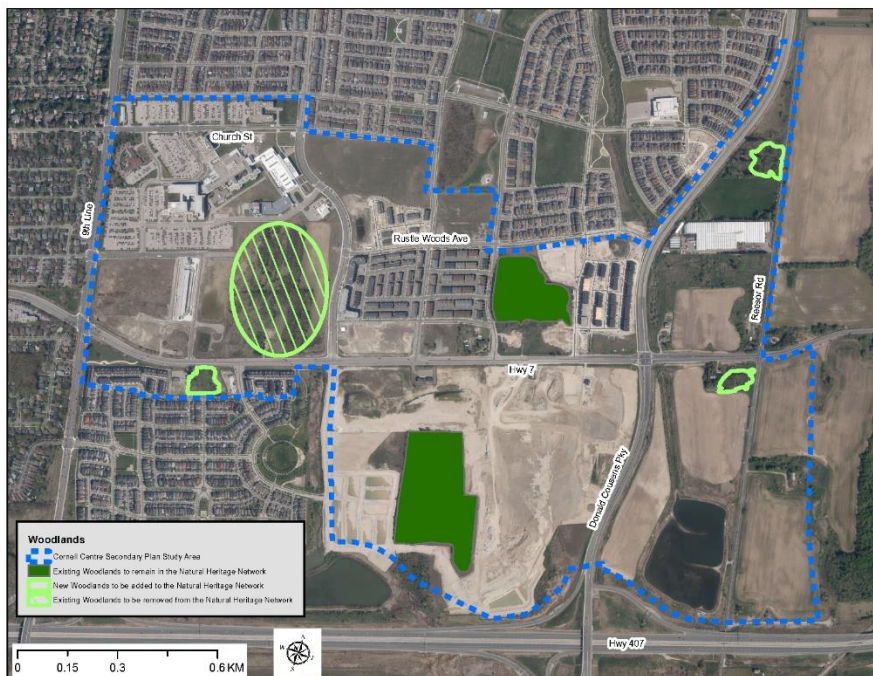 Church St
9th Line
Rustle Woods Ave
Reesor Rd
Hwy 7
Donald Cousens Pky
Woodlands
Cornell Centre Secondary Plan Study Area
Existing Woodlands to remain in the Natural Heritage Network
New Woodlands to be added to the Natural Heritage Network
Existing Woodlands to be removed from the Natural Heritage Network
Hwy 407
0 0.15 0.3 0.6 KM